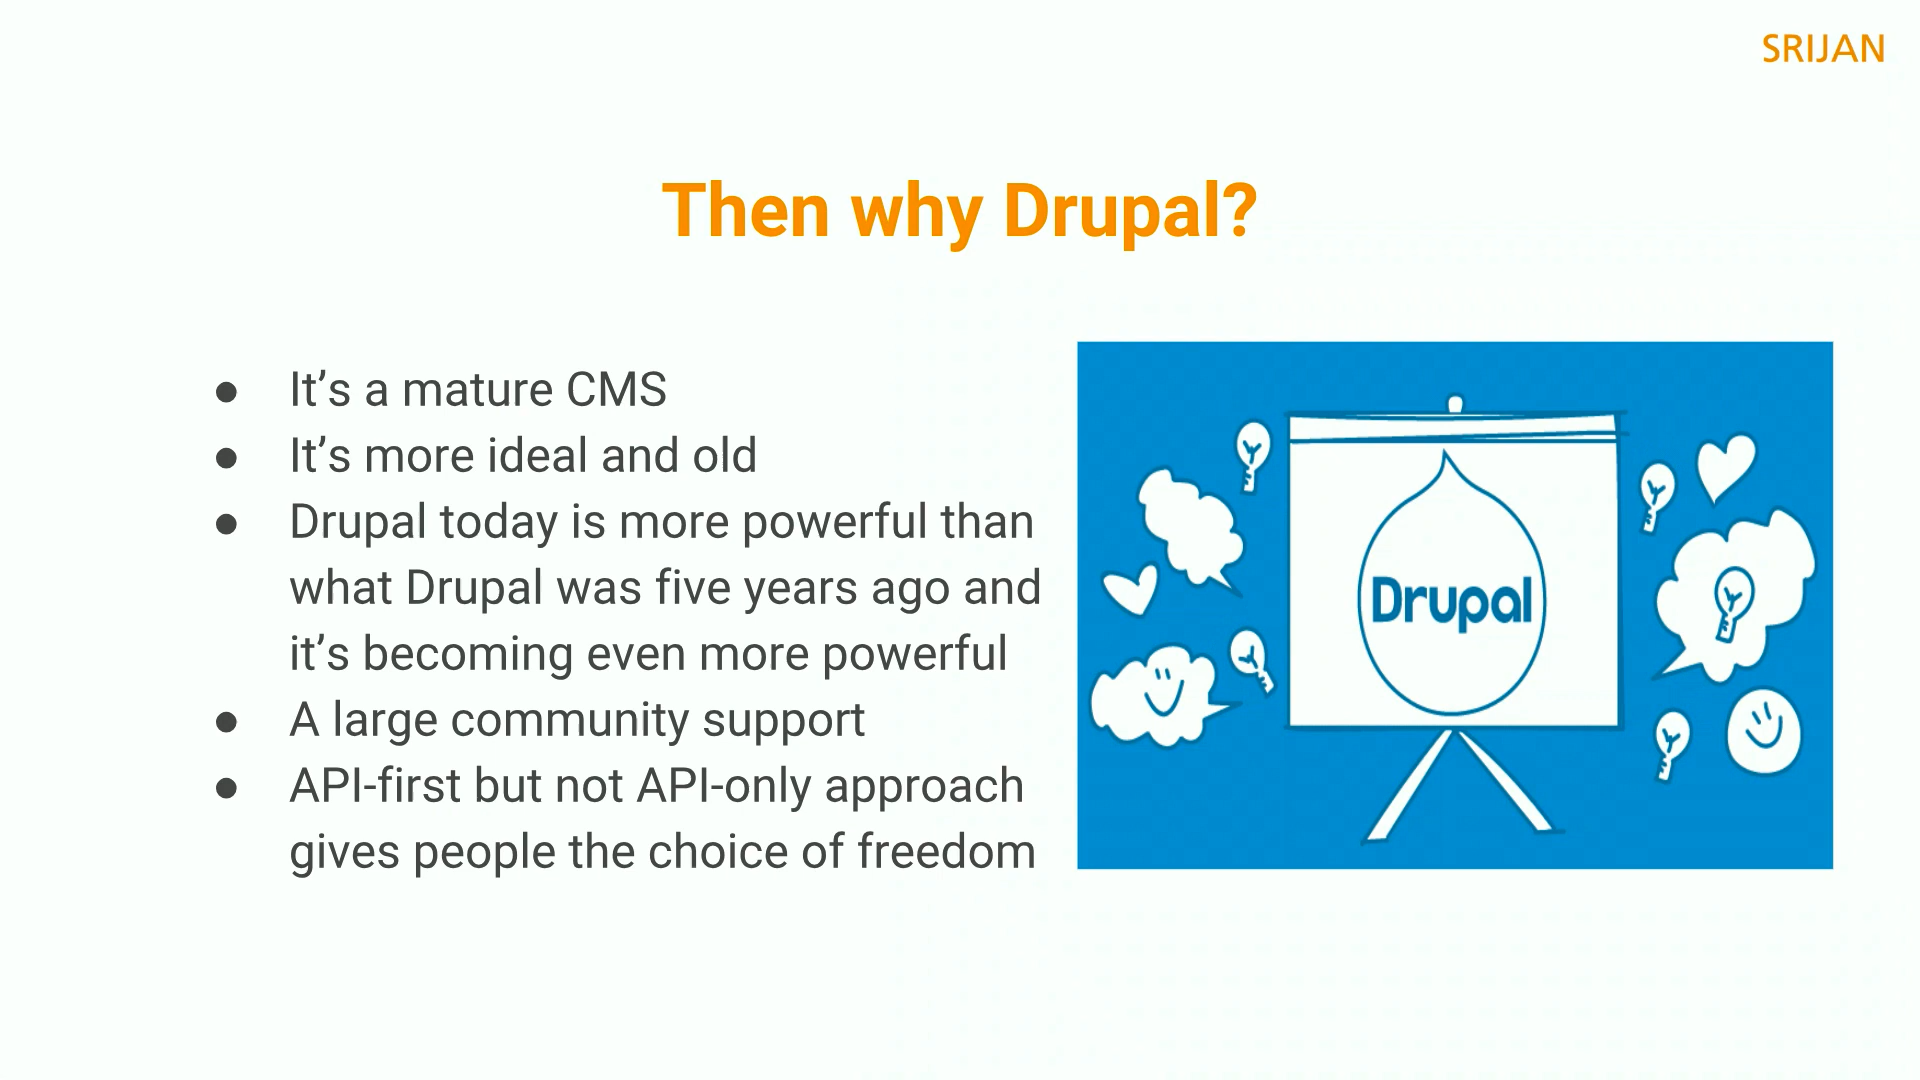 SRIJAN
Then why Drupal?
● It’s a mature CMS
● It’s more ideal and old
● Drupal today is more powerful than
what Drupal was five years ago and
it’s becoming even more powerful
● A large community support
● API-first but not API-only approach
gives people the choice of freedom
Drupal